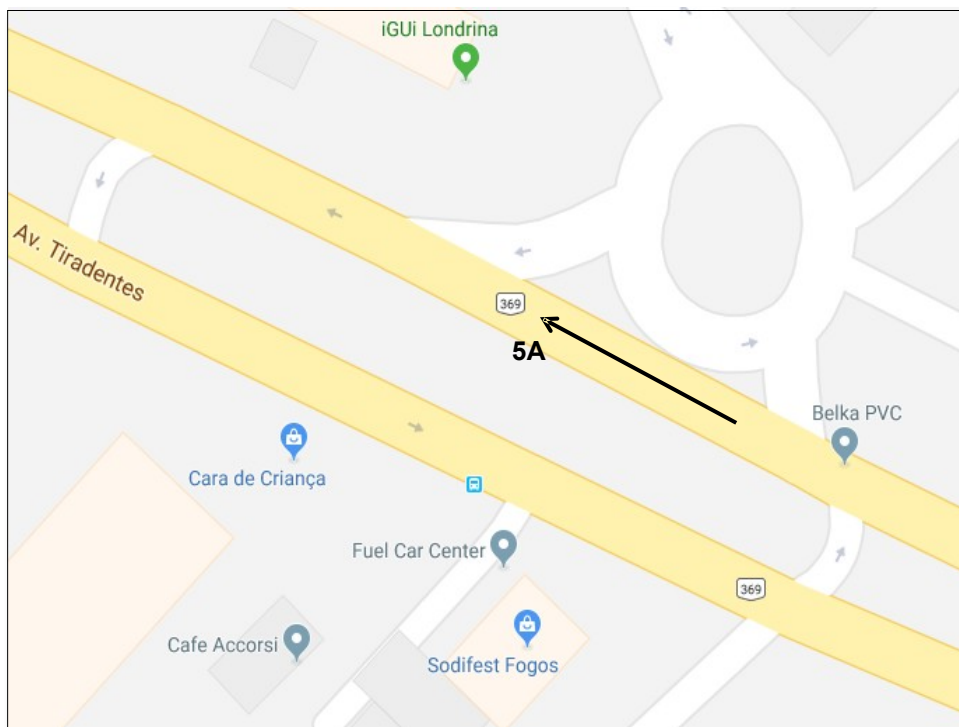 iGUi Londrina
Av. Tiradentes
369
5A
Belka PVC
Cara de Criança
Fuel Car Center
369
Cafe Accorsi
Sodifest Fogos